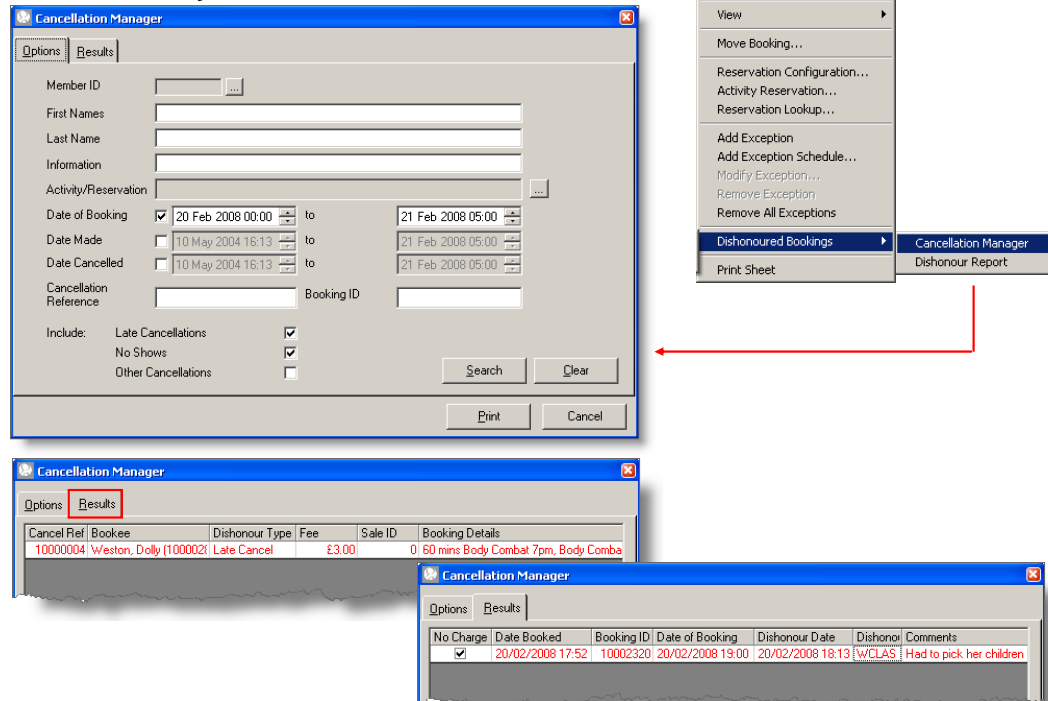 Cancellation Manager
Options Results
Member ID ...
First Names
Last Name
Information
Activity/Reservation ...
Date of Booking 20 Feb 2008 00:00 to 21 Feb 2008 05:00
Date Made 10 May 2004 16:13 to 21 Feb 2008 05:00
Date Cancelled 10 May 2004 16:13 to 21 Feb 2008 05:00
Cancellation
Reference Booking ID
Include: Late Cancellations
No Shows
Other Cancellations
Search Clear
Print Cancel
View
Move Booking...
Reservation Configuration...
Activity Reservation...
Reservation Lookup...
Add Exception
Add Exception Schedule...
Modify Exception...
Remove Exception
Remove All Exceptions
Dishonoured Bookings
Print Sheet
Cancellation Manager
Dishonour Report
Cancellation Manager
Options Results
Cancel Ref Bookee Dishonour Type Fee Sale ID Booking Details
10000004 Weston, Dolly (1000028 Late Cancel £3.00 0 60 mins Body Combat 7pm, Body Comba
Cancellation Manager
Options Results
No Charge Date Booked Booking ID Date of Booking Dishonour Date Dishono Comments
20/02/2008 17:52 10002320 20/02/2008 19:00 20/02/2008 18:13 WCLAS Had to pick her children